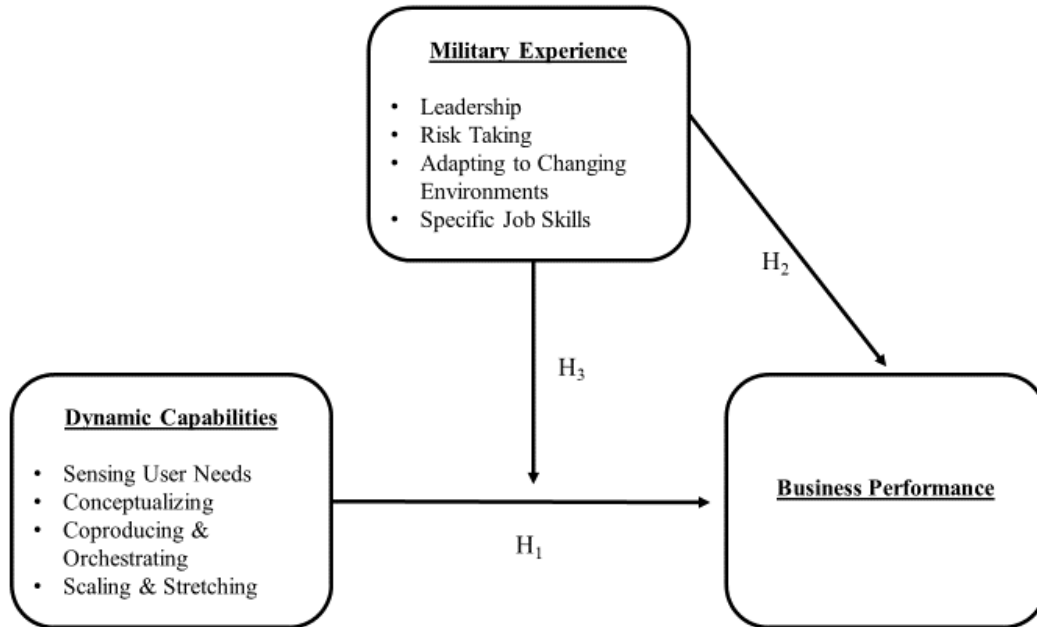 Military Experience
• Leadership
• Risk Taking
• Adapting to Changing
Environments
• Specific Job Skills
H₂
H₃
Dynamic Capabilities
• Sensing User Needs
• Conceptualizing
• Coproducing &
Orchestrating
• Scaling & Stretching
H₁
Business Performance